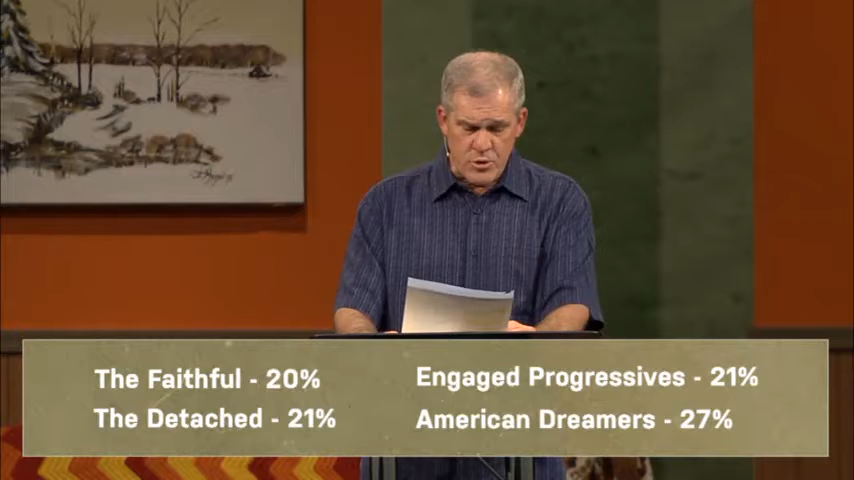 The Faithful - 20%
The Detached - 21%
Engaged Progressives - 21%
American Dreamers - 27%